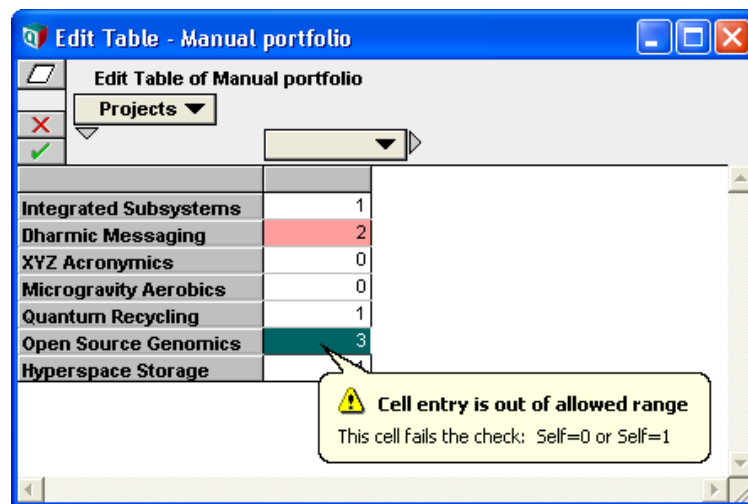 Edit Table - Manual portfolio
Edit Table of Manual portfolio
Projects
Integrated Subsystems 1
Dharmic Messaging 2
XYZ Acronymics 0
Microgravity Aerobics 0
Quantum Recycling 1
Open Source Genomics 3
Hyperspace Storage
Cell entry is out of allowed range
This cell fails the check: Self=0 or Self=1